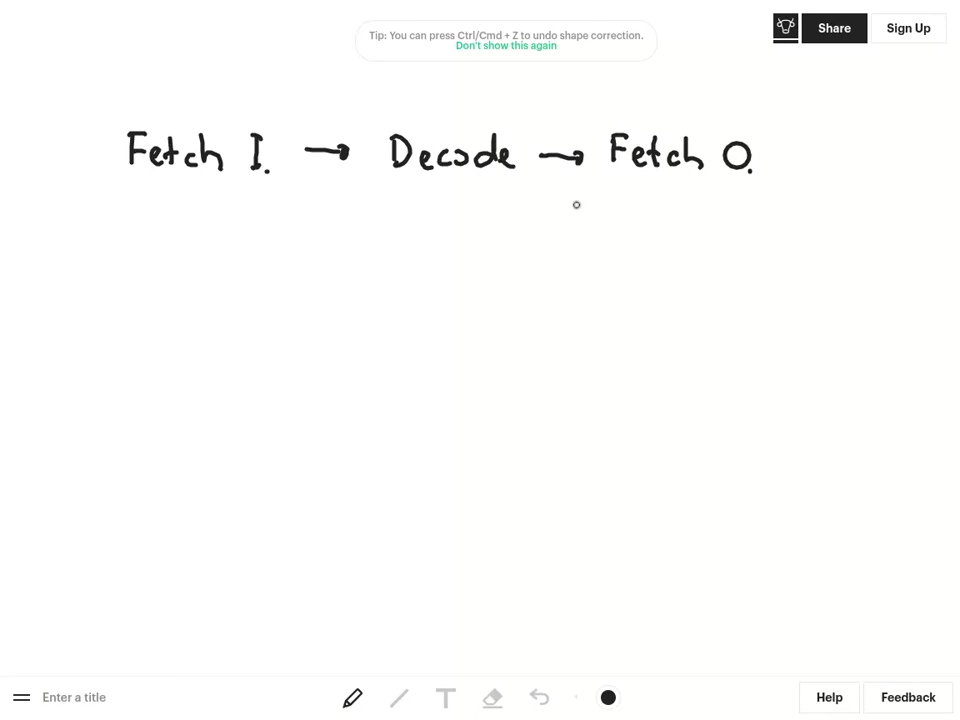 Tip: You can press Ctrl/Cmd + Z to undo shape correction.
Don't show this again
Share
Sign Up
Fetch I. → Decode → Fetch O.
Enter a title
T
Help
Feedback